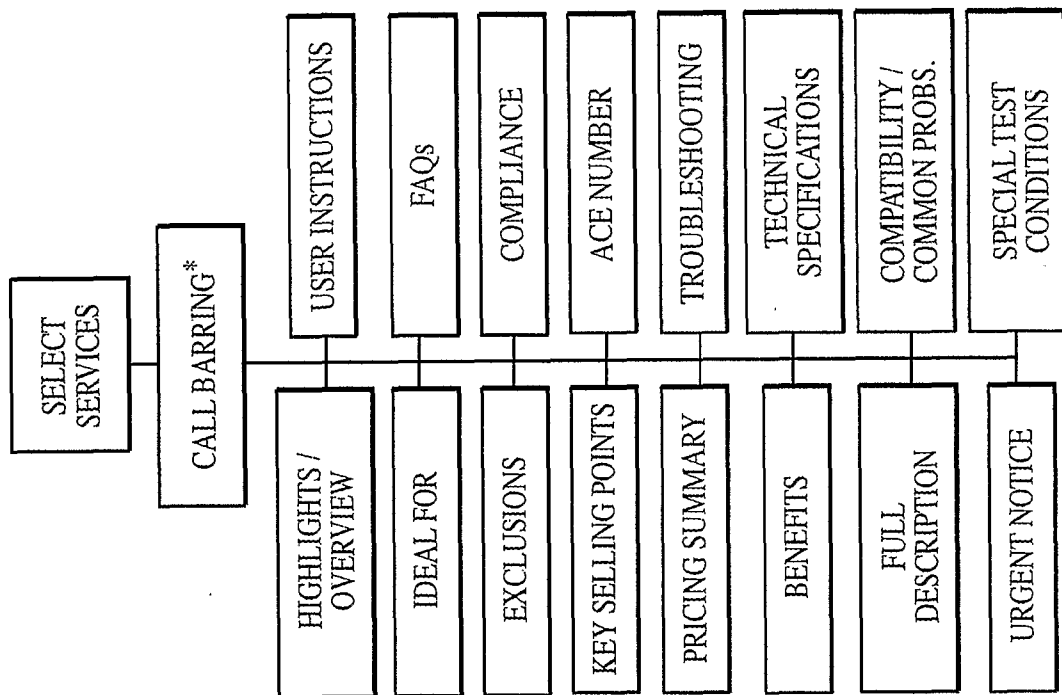 SELECT
SERVICES
CALL BARRING*
HIGHLIGHTS /
OVERVIEW
USER INSTRUCTIONS
IDEAL FOR
FAQs
EXCLUSIONS
COMPLIANCE
KEY SELLING POINTS
ACE NUMBER
PRICING SUMMARY
TROUBLESHOOTING
BENEFITS
TECHNICAL
SPECIFICATIONS
FULL
DESCRIPTION
COMPATIBILITY /
COMMON PROBS.
URGENT NOTICE
SPECIAL TEST
CONDITIONS